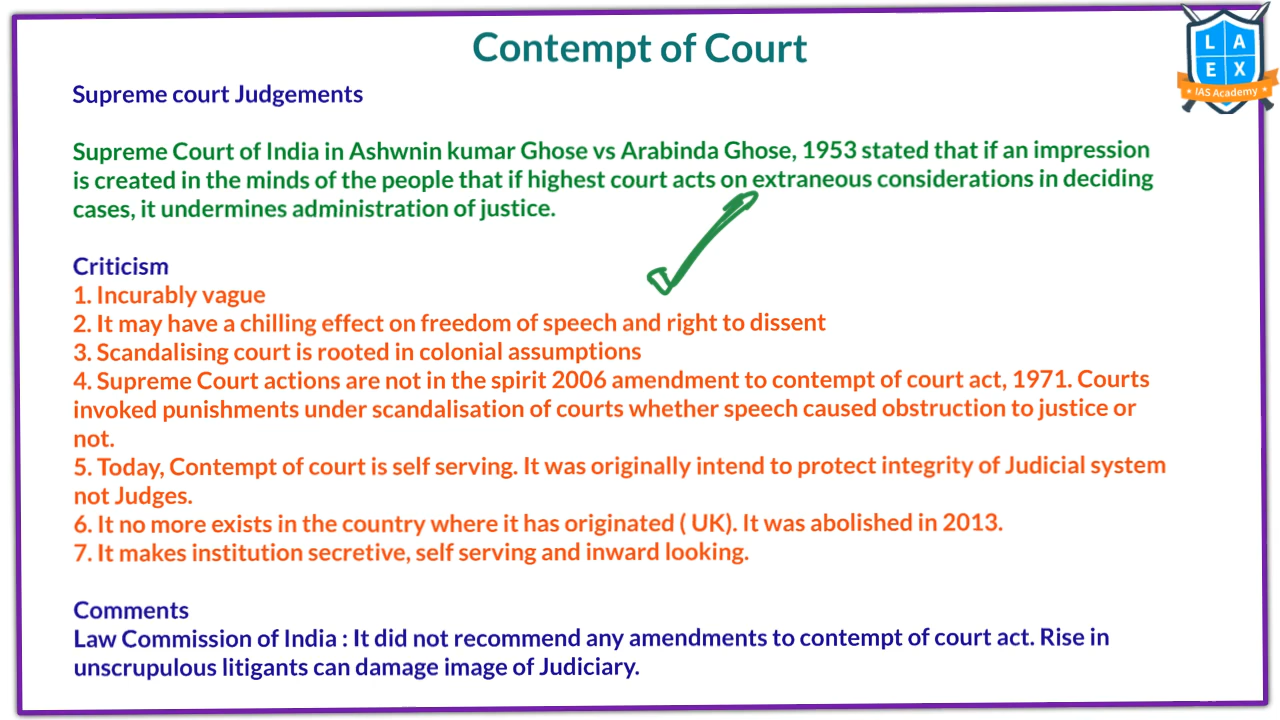 Contempt of Court
L A
E X
IAS Academy
Supreme court Judgements
Supreme Court of India in Ashwnin kumar Ghose vs Arabinda Ghose, 1953 stated that if an impression
is created in the minds of the people that if highest court acts on extraneous considerations in deciding
cases, it undermines administration of justice.
Criticism
1. Incurably vague
2. It may have a chilling effect on freedom of speech and right to dissent
3. Scandalising court is rooted in colonial assumptions
4. Supreme Court actions are not in the spirit 2006 amendment to contempt of court act, 1971. Courts
invoked punishments under scandalisation of courts whether speech caused obstruction to justice or
not.
5. Today, Contempt of court is self serving. It was originally intend to protect integrity of Judicial system
not Judges.
6. It no more exists in the country where it has originated ( UK). It was abolished in 2013.
7. It makes institution secretive, self serving and inward looking.
Comments
Law Commission of India : It did not recommend any amendments to contempt of court act. Rise in
unscrupulous litigants can damage image of Judiciary.